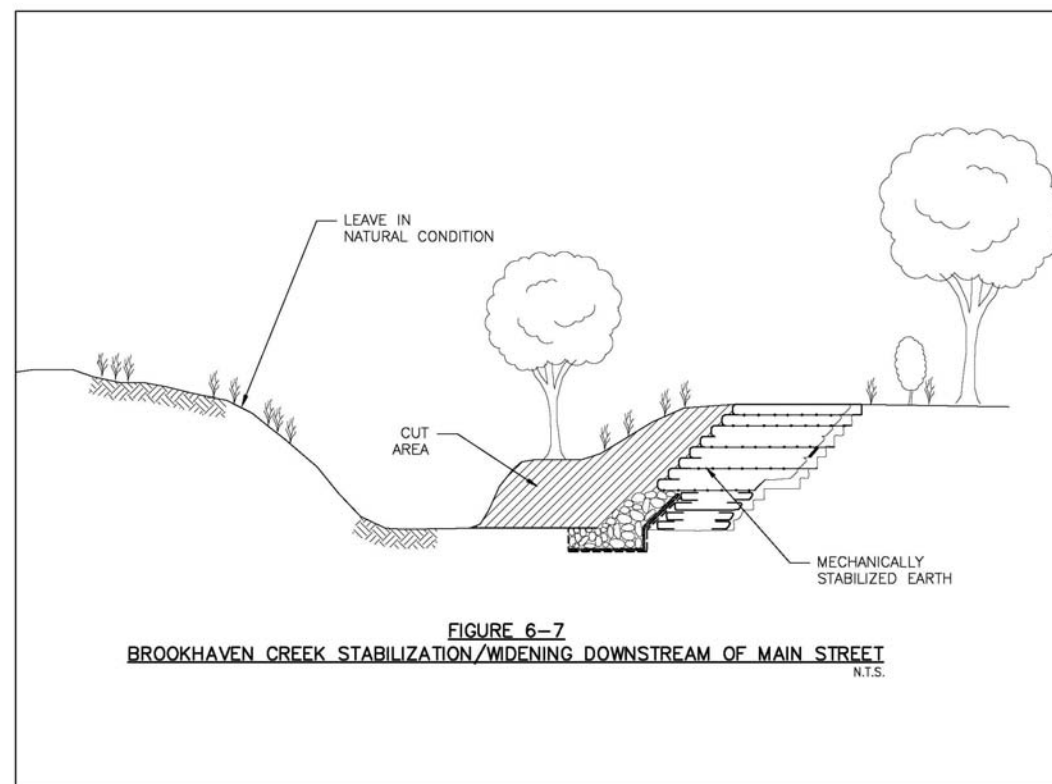 LEAVE IN
NATURAL CONDITION
CUT
AREA
MECHANICALLY
STABILIZED EARTH
FIGURE 6-7
BROOKHAVEN CREEK STABILIZATION/WIDENING DOWNSTREAM OF MAIN STREET
N.T.S.